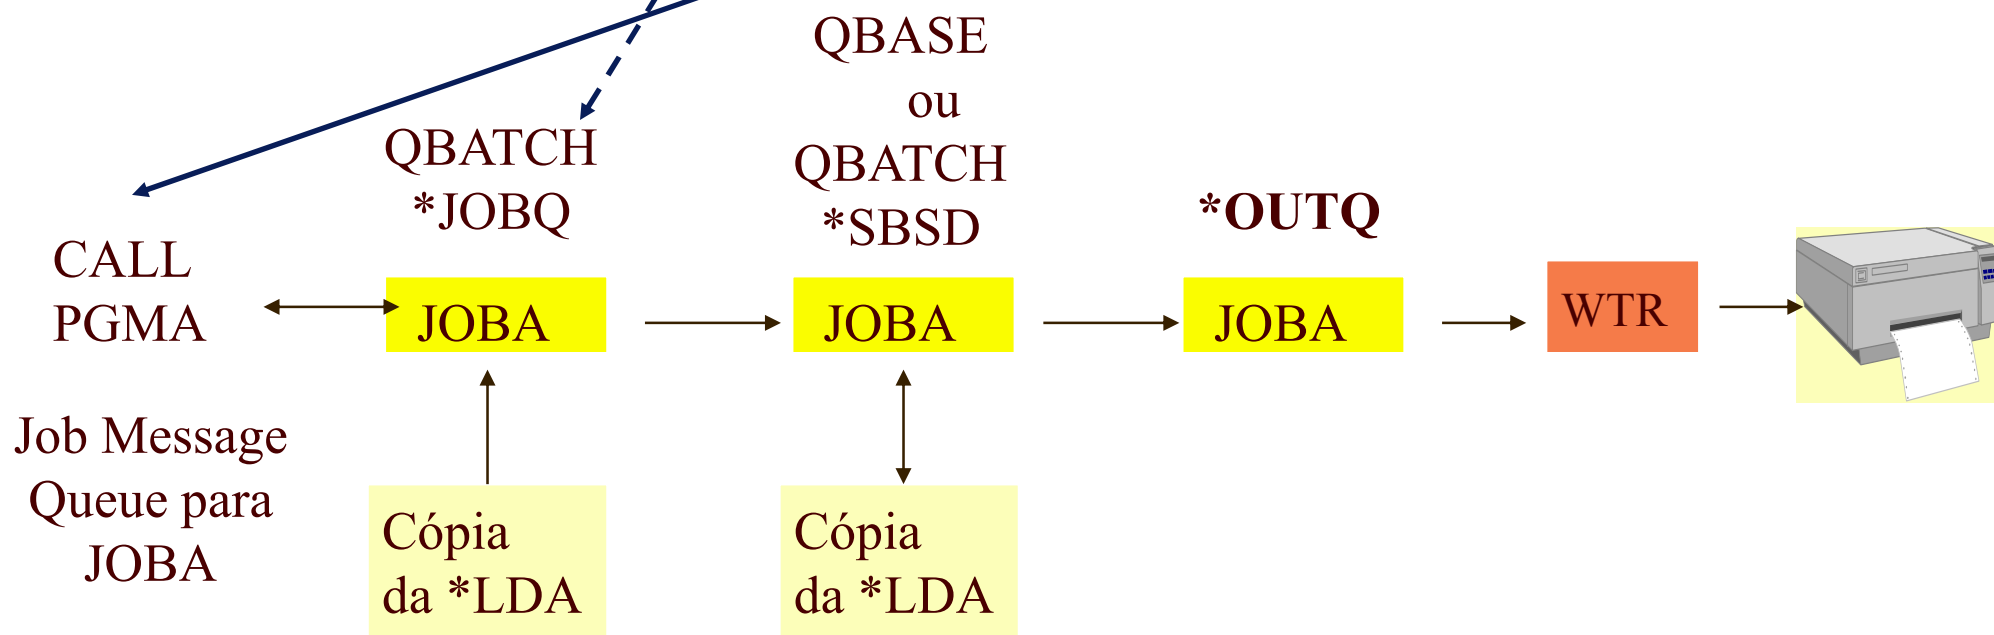 CALL
PGMA
Job Message
Queue para
JOBA
QBATCH
*JOBQ
JOBA
Cópia
da *LDA
QBASE
ou
QBATCH
*SBSD
JOBA
Cópia
da *LDA
*OUTQ
JOBA
WTR